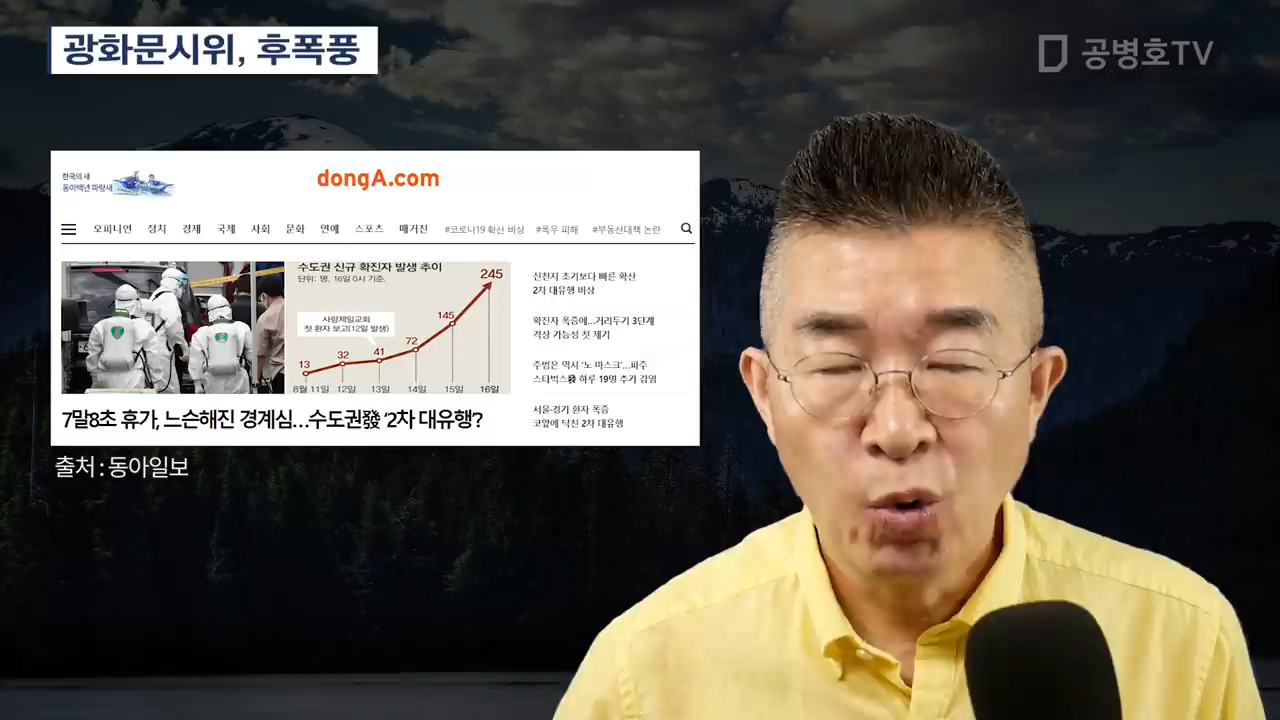 광화문시위, 후폭풍
공병호TV
한국의 새
동아백년 파랑새
dongA.com
오피니언 정치 경제 국제 사회 문화 연예 스포츠 매거진 #코로나19 확산 비상 #폭우 피해 #부동산대책 논란
수도권 신규 확진자 발생 추이
단위: 명, 16일 0시 기준.
245
145
72
41
32
13
사랑제일교회
첫 환자 보고(12일 발생)
8월 11일 12일 13일 14일 15일 16일
7말8초 휴가, 느슨해진 경계심…수도권發 ‘2차 대유행?
신천지 초기보다 빠른 확산
2차 대유행 비상
확진자 폭증에…거리두기 3단계
격상 가능성 첫 제기
주범은 역시 ‘노 마스크’…파주
스타벅스發 하루 19명 추가 감염
서울·경기 환자 폭증
코앞에 닥친 2차 대유행
출처 : 동아일보